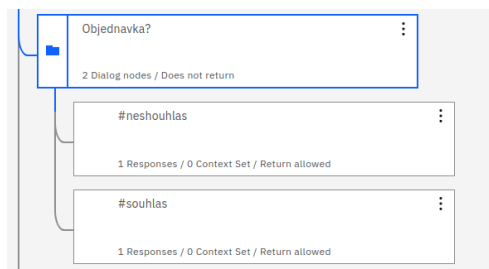 Objednavka?
2 Dialog nodes / Does not return
#neshouhlas
1 Responses / 0 Context Set / Return allowed
#souhlas
1 Responses / 0 Context Set / Return allowed